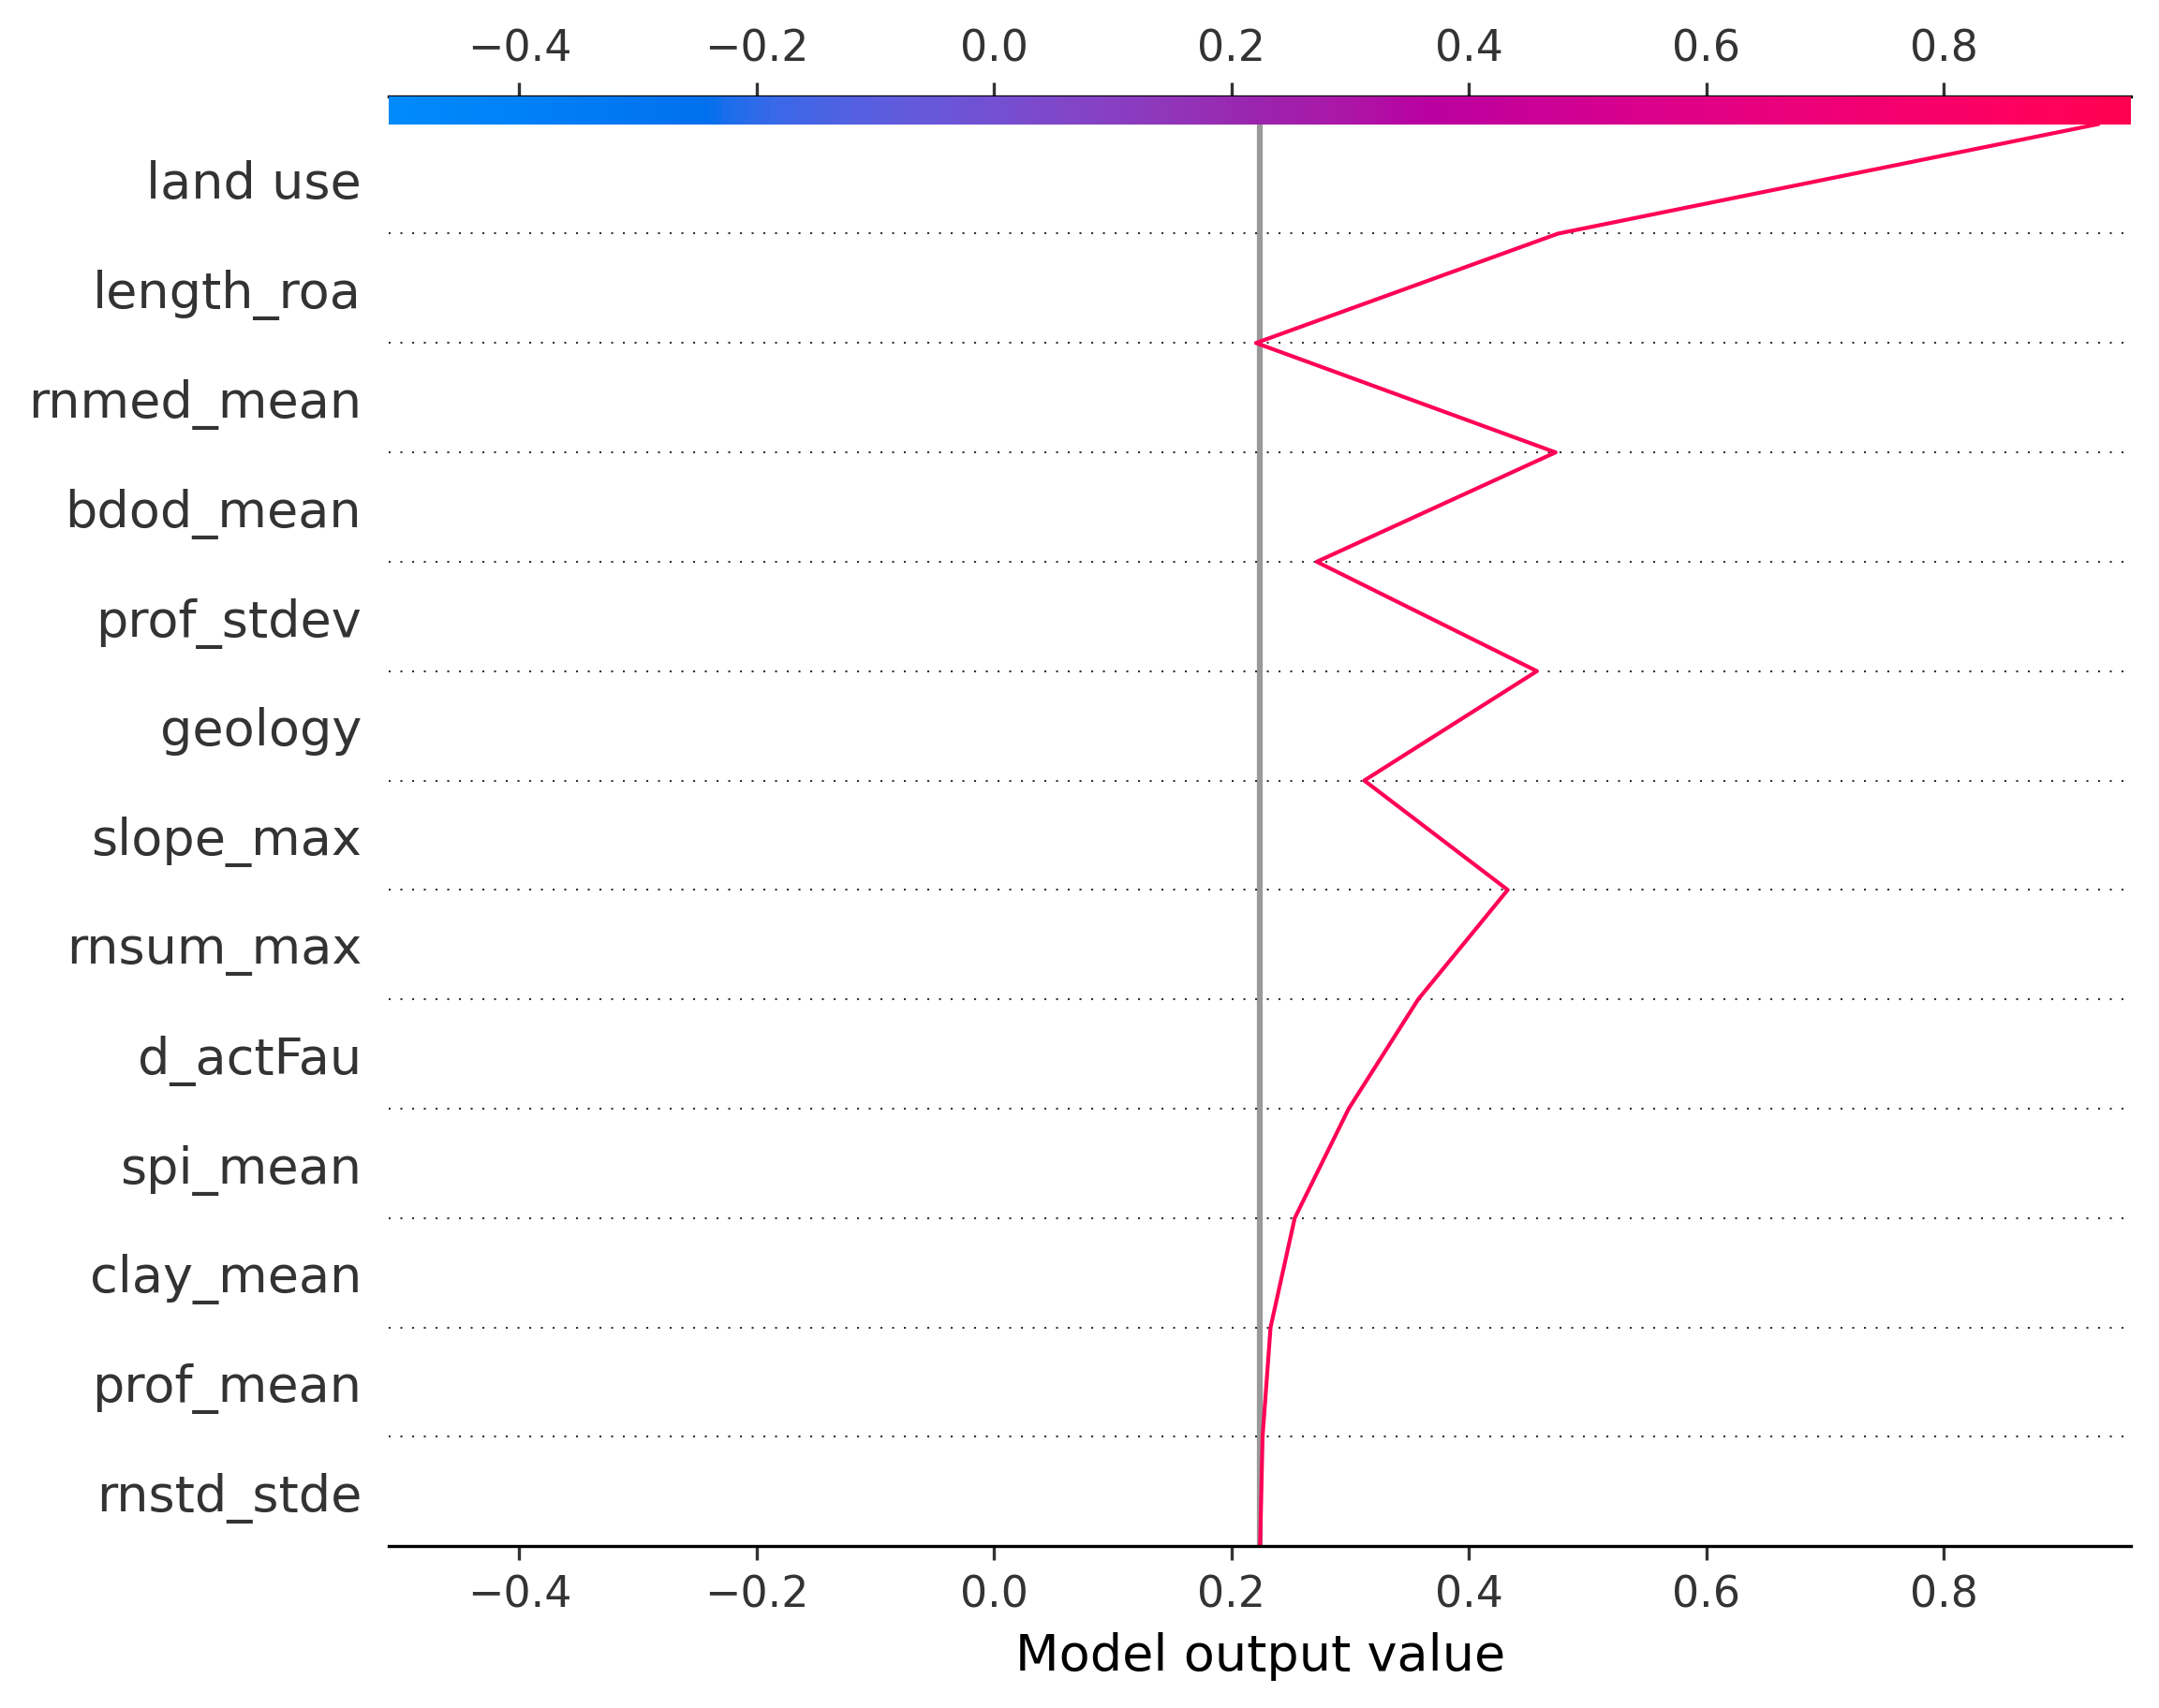 −0.4 −0.2 0.0 0.2 0.4 0.6 0.8
land use
length_roa
rnmed_mean
bdod_mean
prof_stdev
geology
slope_max
rnsum_max
d_actFau
spi_mean
clay_mean
prof_mean
rnstd_stde
−0.4 −0.2 0.0 0.2 0.4 0.6 0.8
Model output value